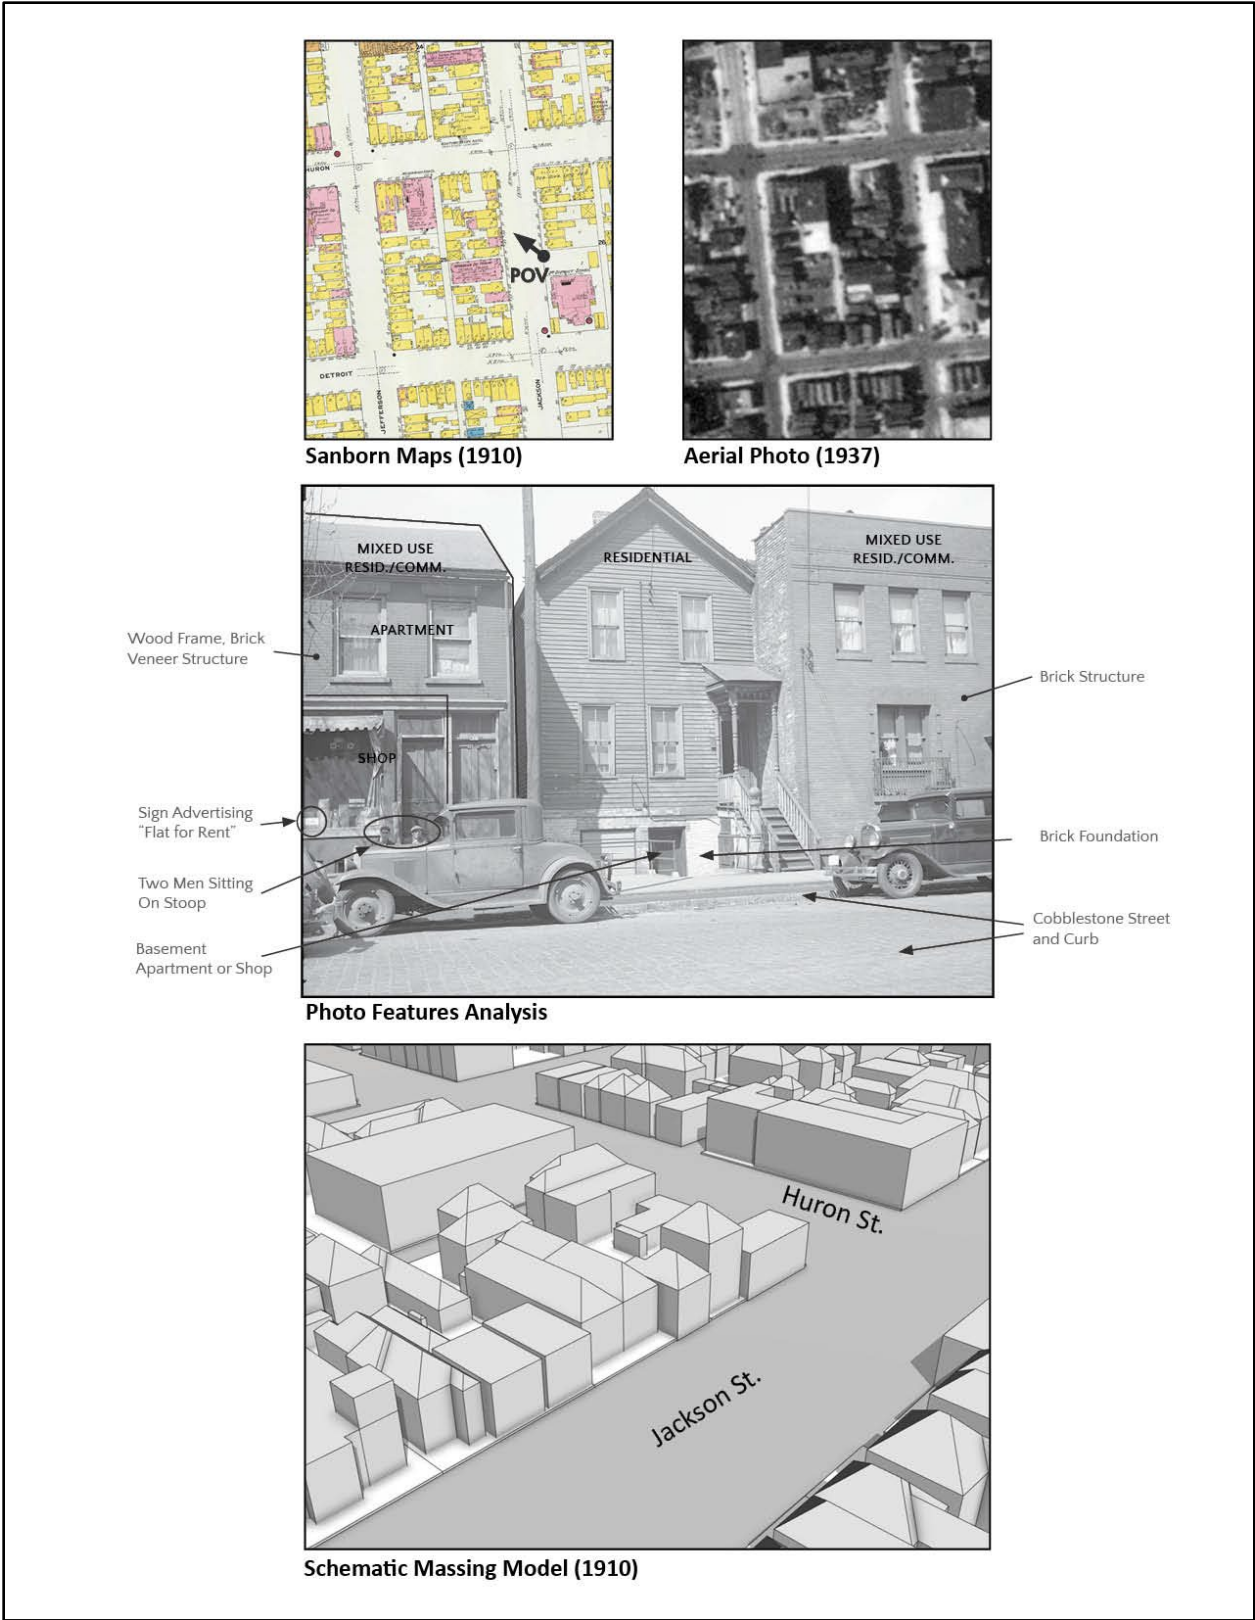 HURON
POV
DETROIT
JEFFERSON
JACKSON
Sanborn Maps (1910)
Aerial Photo (1937)
MIXED USE
RESID./COMM.
RESIDENTIAL
MIXED USE
RESID./COMM.
APARTMENT
Wood Frame, Brick
Veneer Structure
Brick Structure
SHOP
Sign Advertising
"Flat for Rent"
Brick Foundation
Two Men Sitting
On Stoop
Cobblestone Street
and Curb
Basement
Apartment or Shop
Photo Features Analysis
Huron St.
Jackson St.
Schematic Massing Model (1910)